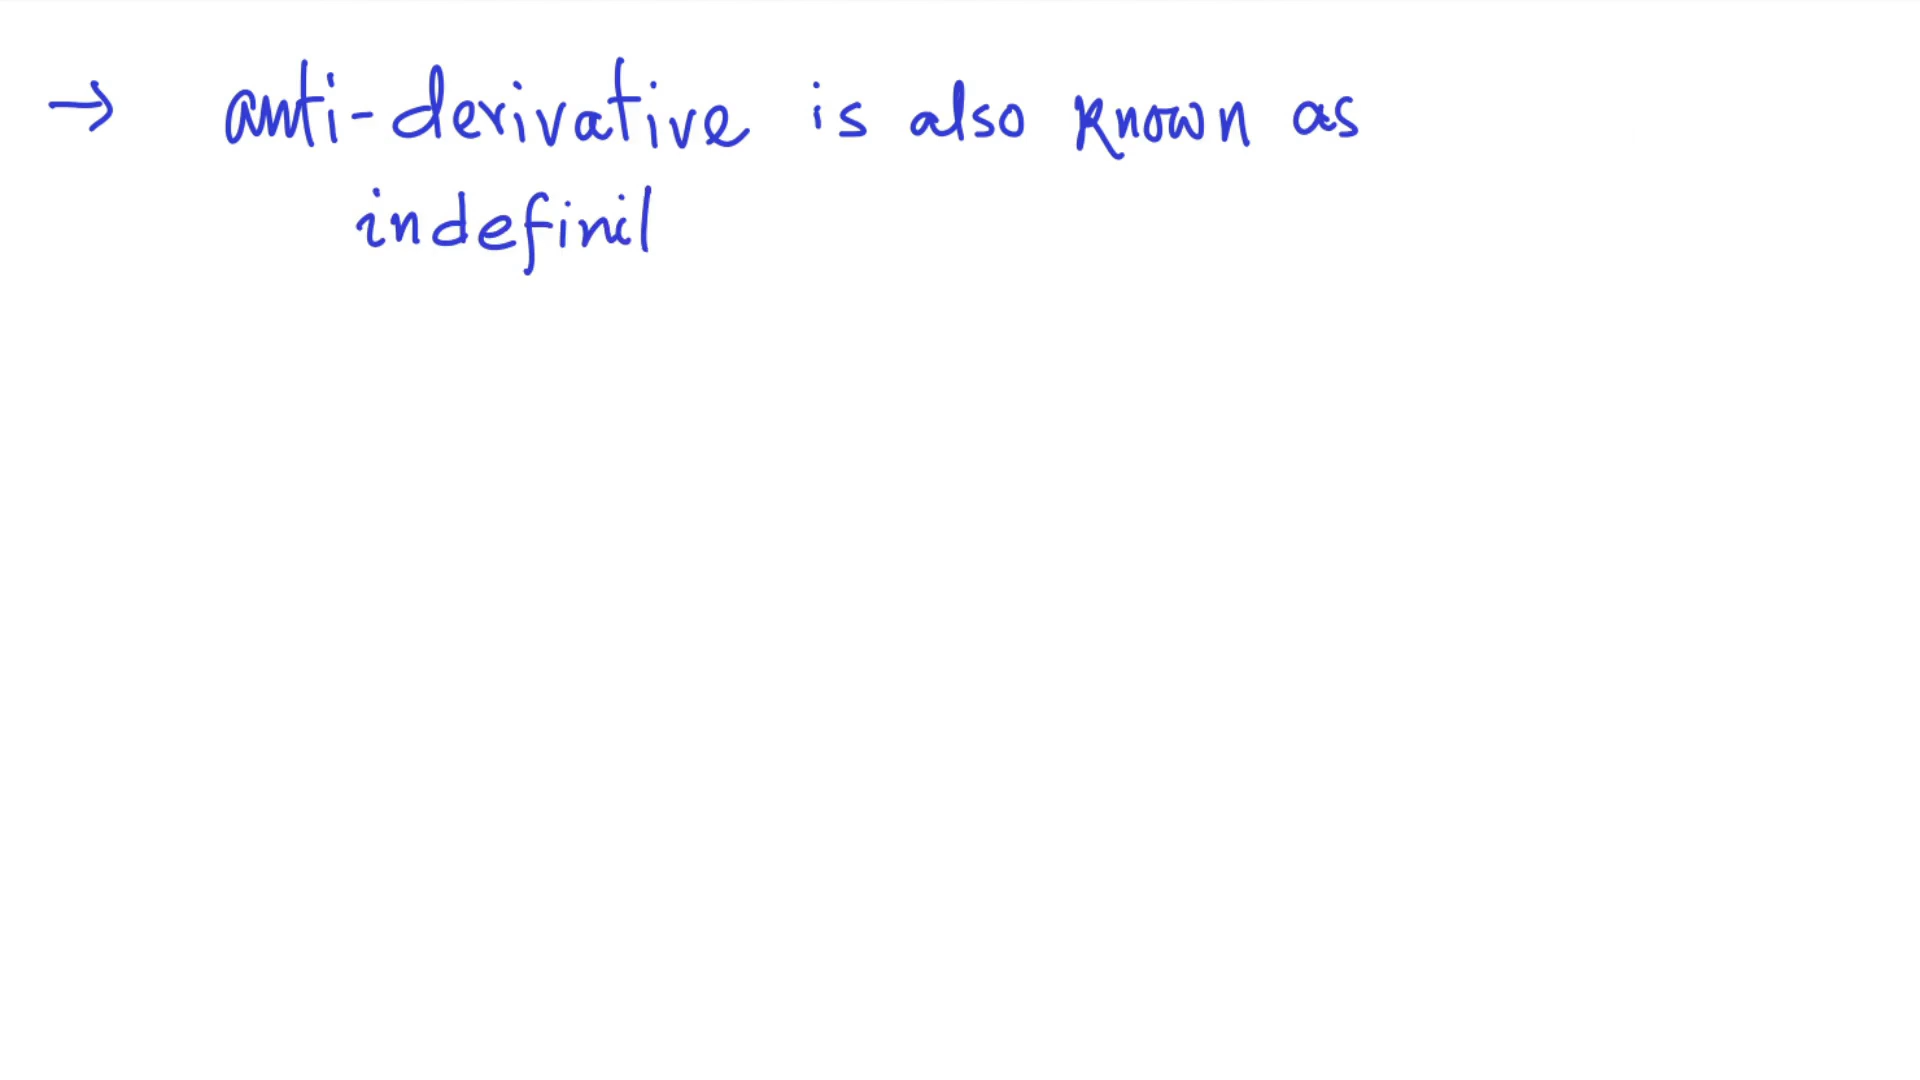 → anti-derivative is also known as
indefinil